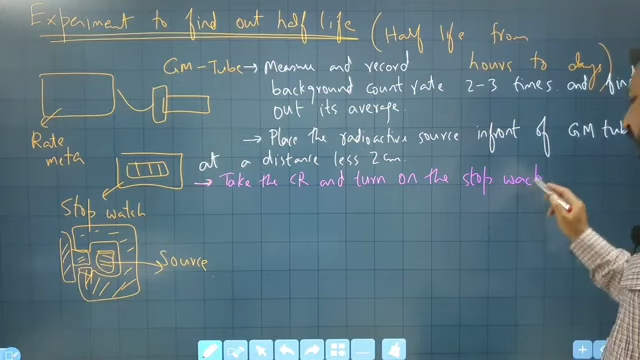 Experiment to find out half life (Half life from
hours to days)
GM-Tube → Measure and record
background count rate 2-3 times and find
out its average.
Rate
meta
→ Place the radioactive source infront of GM tub
at a distance less 2cm.
→ Take the CR and turn on the stop wach
Stop watch
→ Source